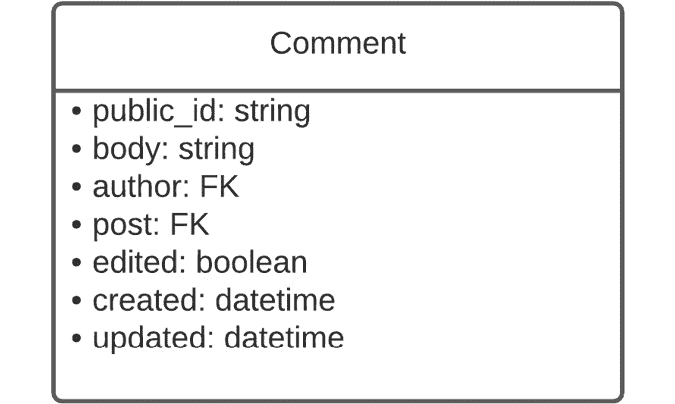 Comment
• public_id: string
• body: string
• author: FK
• post: FK
• edited: boolean
• created: datetime
• updated: datetime